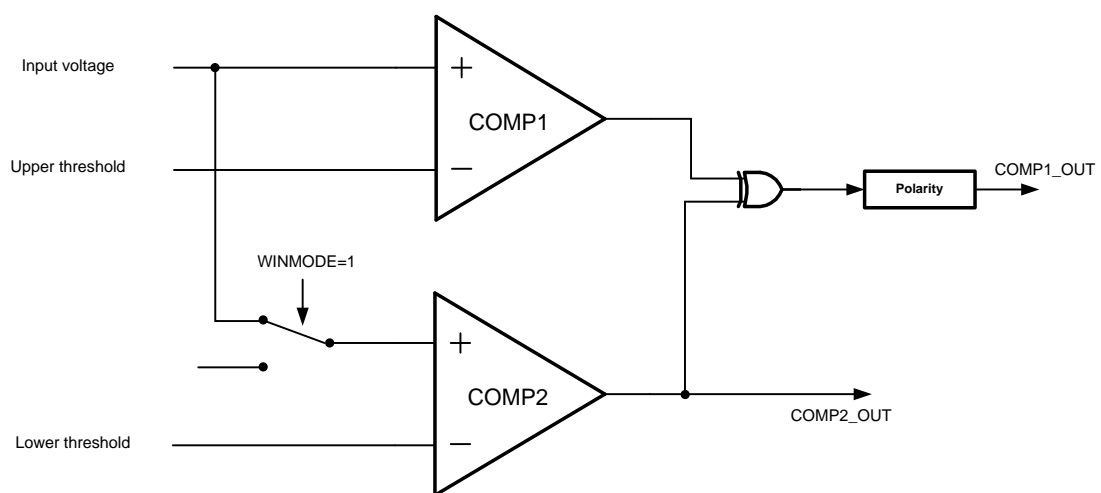 Input voltage
+
COMP1
Upper threshold
−
COMP1_OUT
Polarity
WINMODE=1
+
COMP2
COMP2_OUT
Lower threshold
−